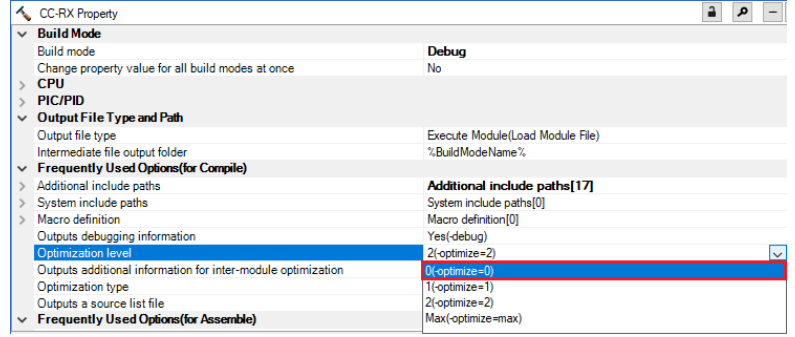 CC-RX Property
Build Mode
Build mode Debug
Change property value for all build modes at once No
CPU
PIC/PID
Output File Type and Path
Output file type Execute Module(Load Module File)
Intermediate file output folder %BuildModeName%
Frequently Used Options(for Compile)
Additional include paths Additional include paths[17]
System include paths System include paths[0]
Macro definition Macro definition[0]
Outputs debugging information Yes(-debug)
Optimization level 2(-optimize=2)
Outputs additional information for inter-module optimization 0(-optimize=0)
Optimization type 1(-optimize=1)
Outputs a source list file 2(-optimize=2)
Frequently Used Options(for Assemble) Max(-optimize=max)